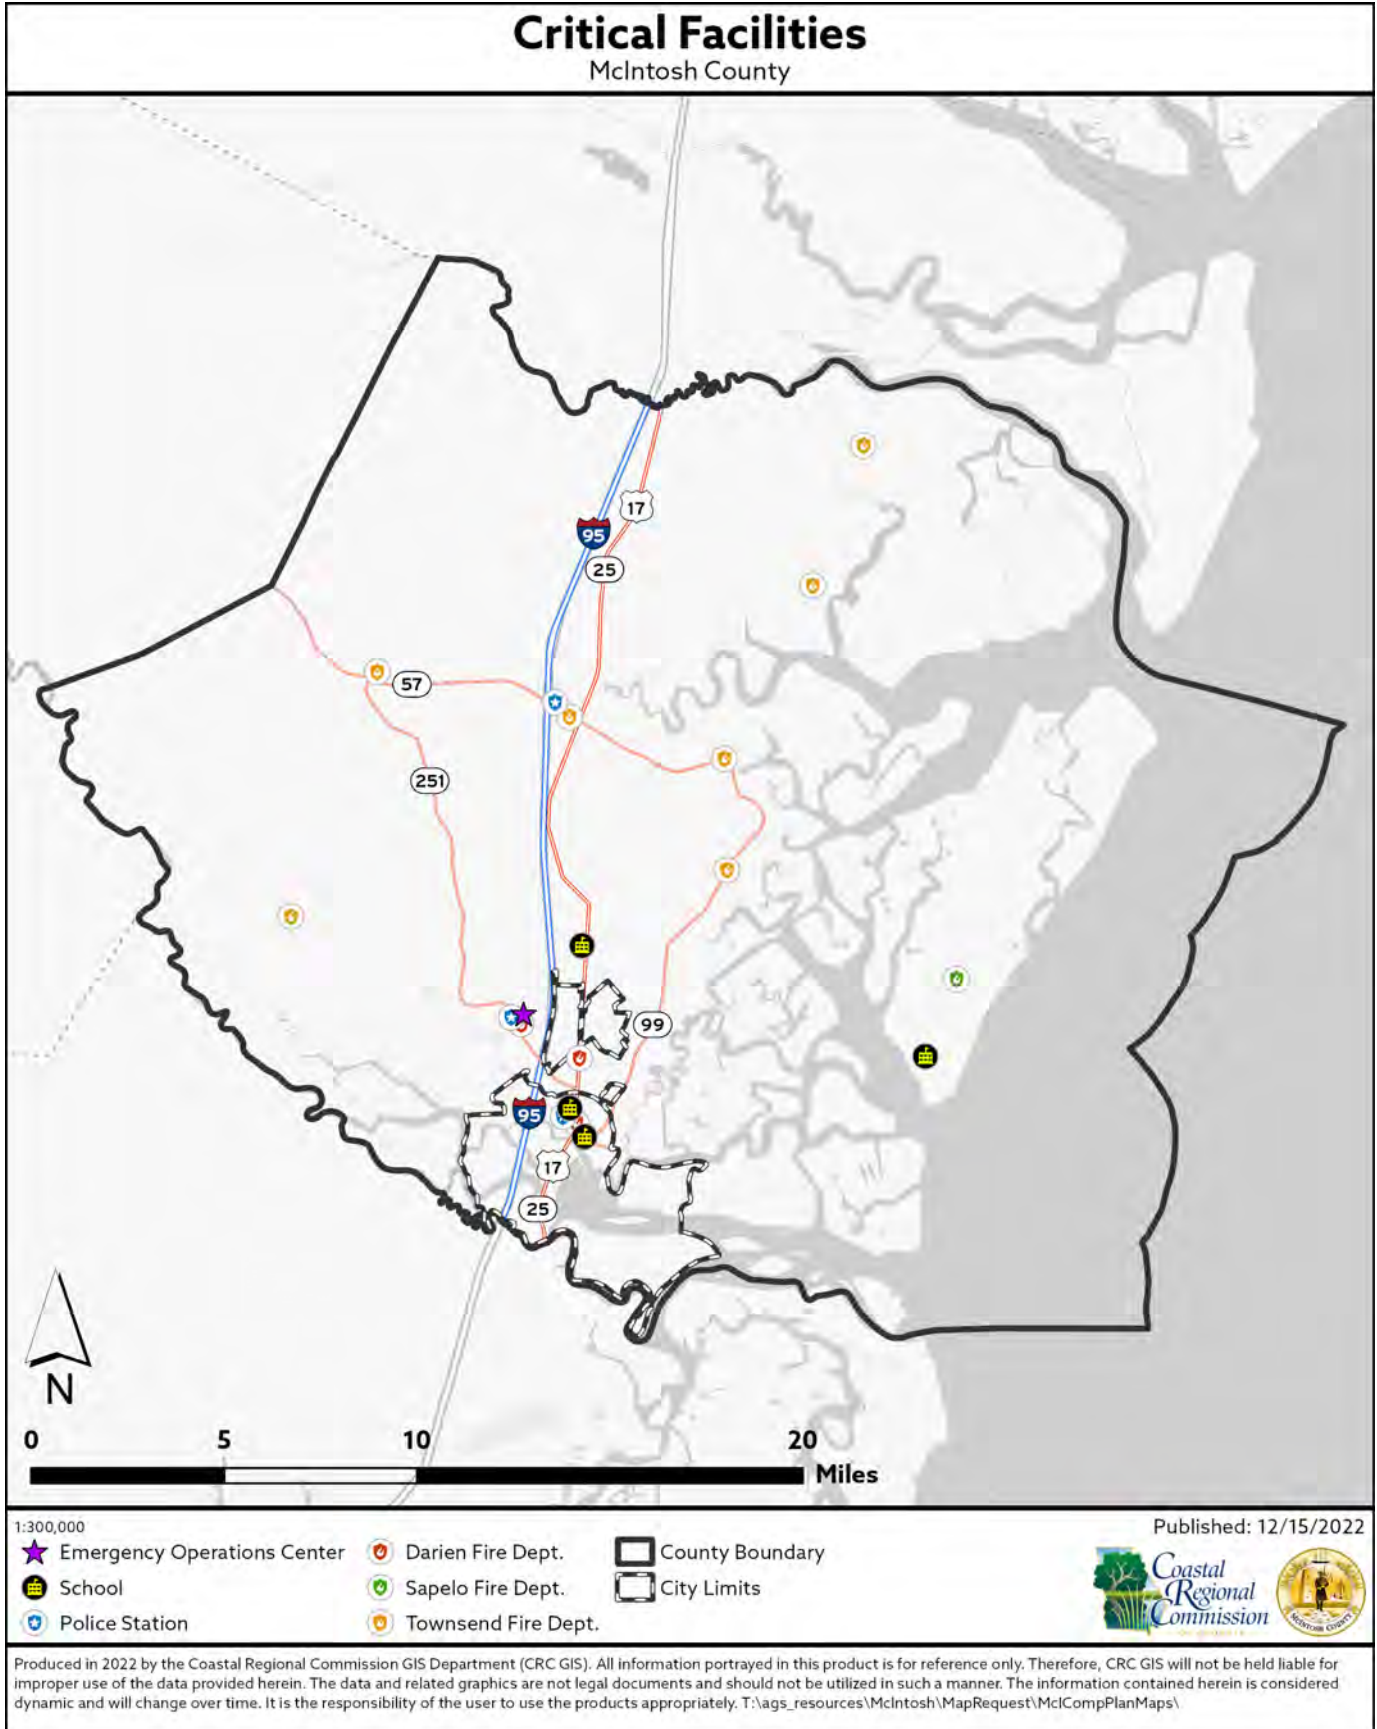 Critical Facilities
McIntosh County
17
95
25
57
251
99
95
17
25
N
0 5 10 20
Miles
1:300,000
Published: 12/15/2022
Emergency Operations Center
School
Police Station
Darien Fire Dept.
Sapelo Fire Dept.
Townsend Fire Dept.
County Boundary
City Limits
Coastal
Regional
Commission
McIntosh County
Produced in 2022 by the Coastal Regional Commission GIS Department (CRC GIS). All information portrayed in this product is for reference only. Therefore, CRC GIS will not be held liable for
improper use of the data provided herein. The data and related graphics are not legal documents and should not be utilized in such a manner. The information contained herein is considered
dynamic and will change over time. It is the responsibility of the user to use the products appropriately. T:\ags_resources\McIntosh\MapRequest\McICompPlanMaps\